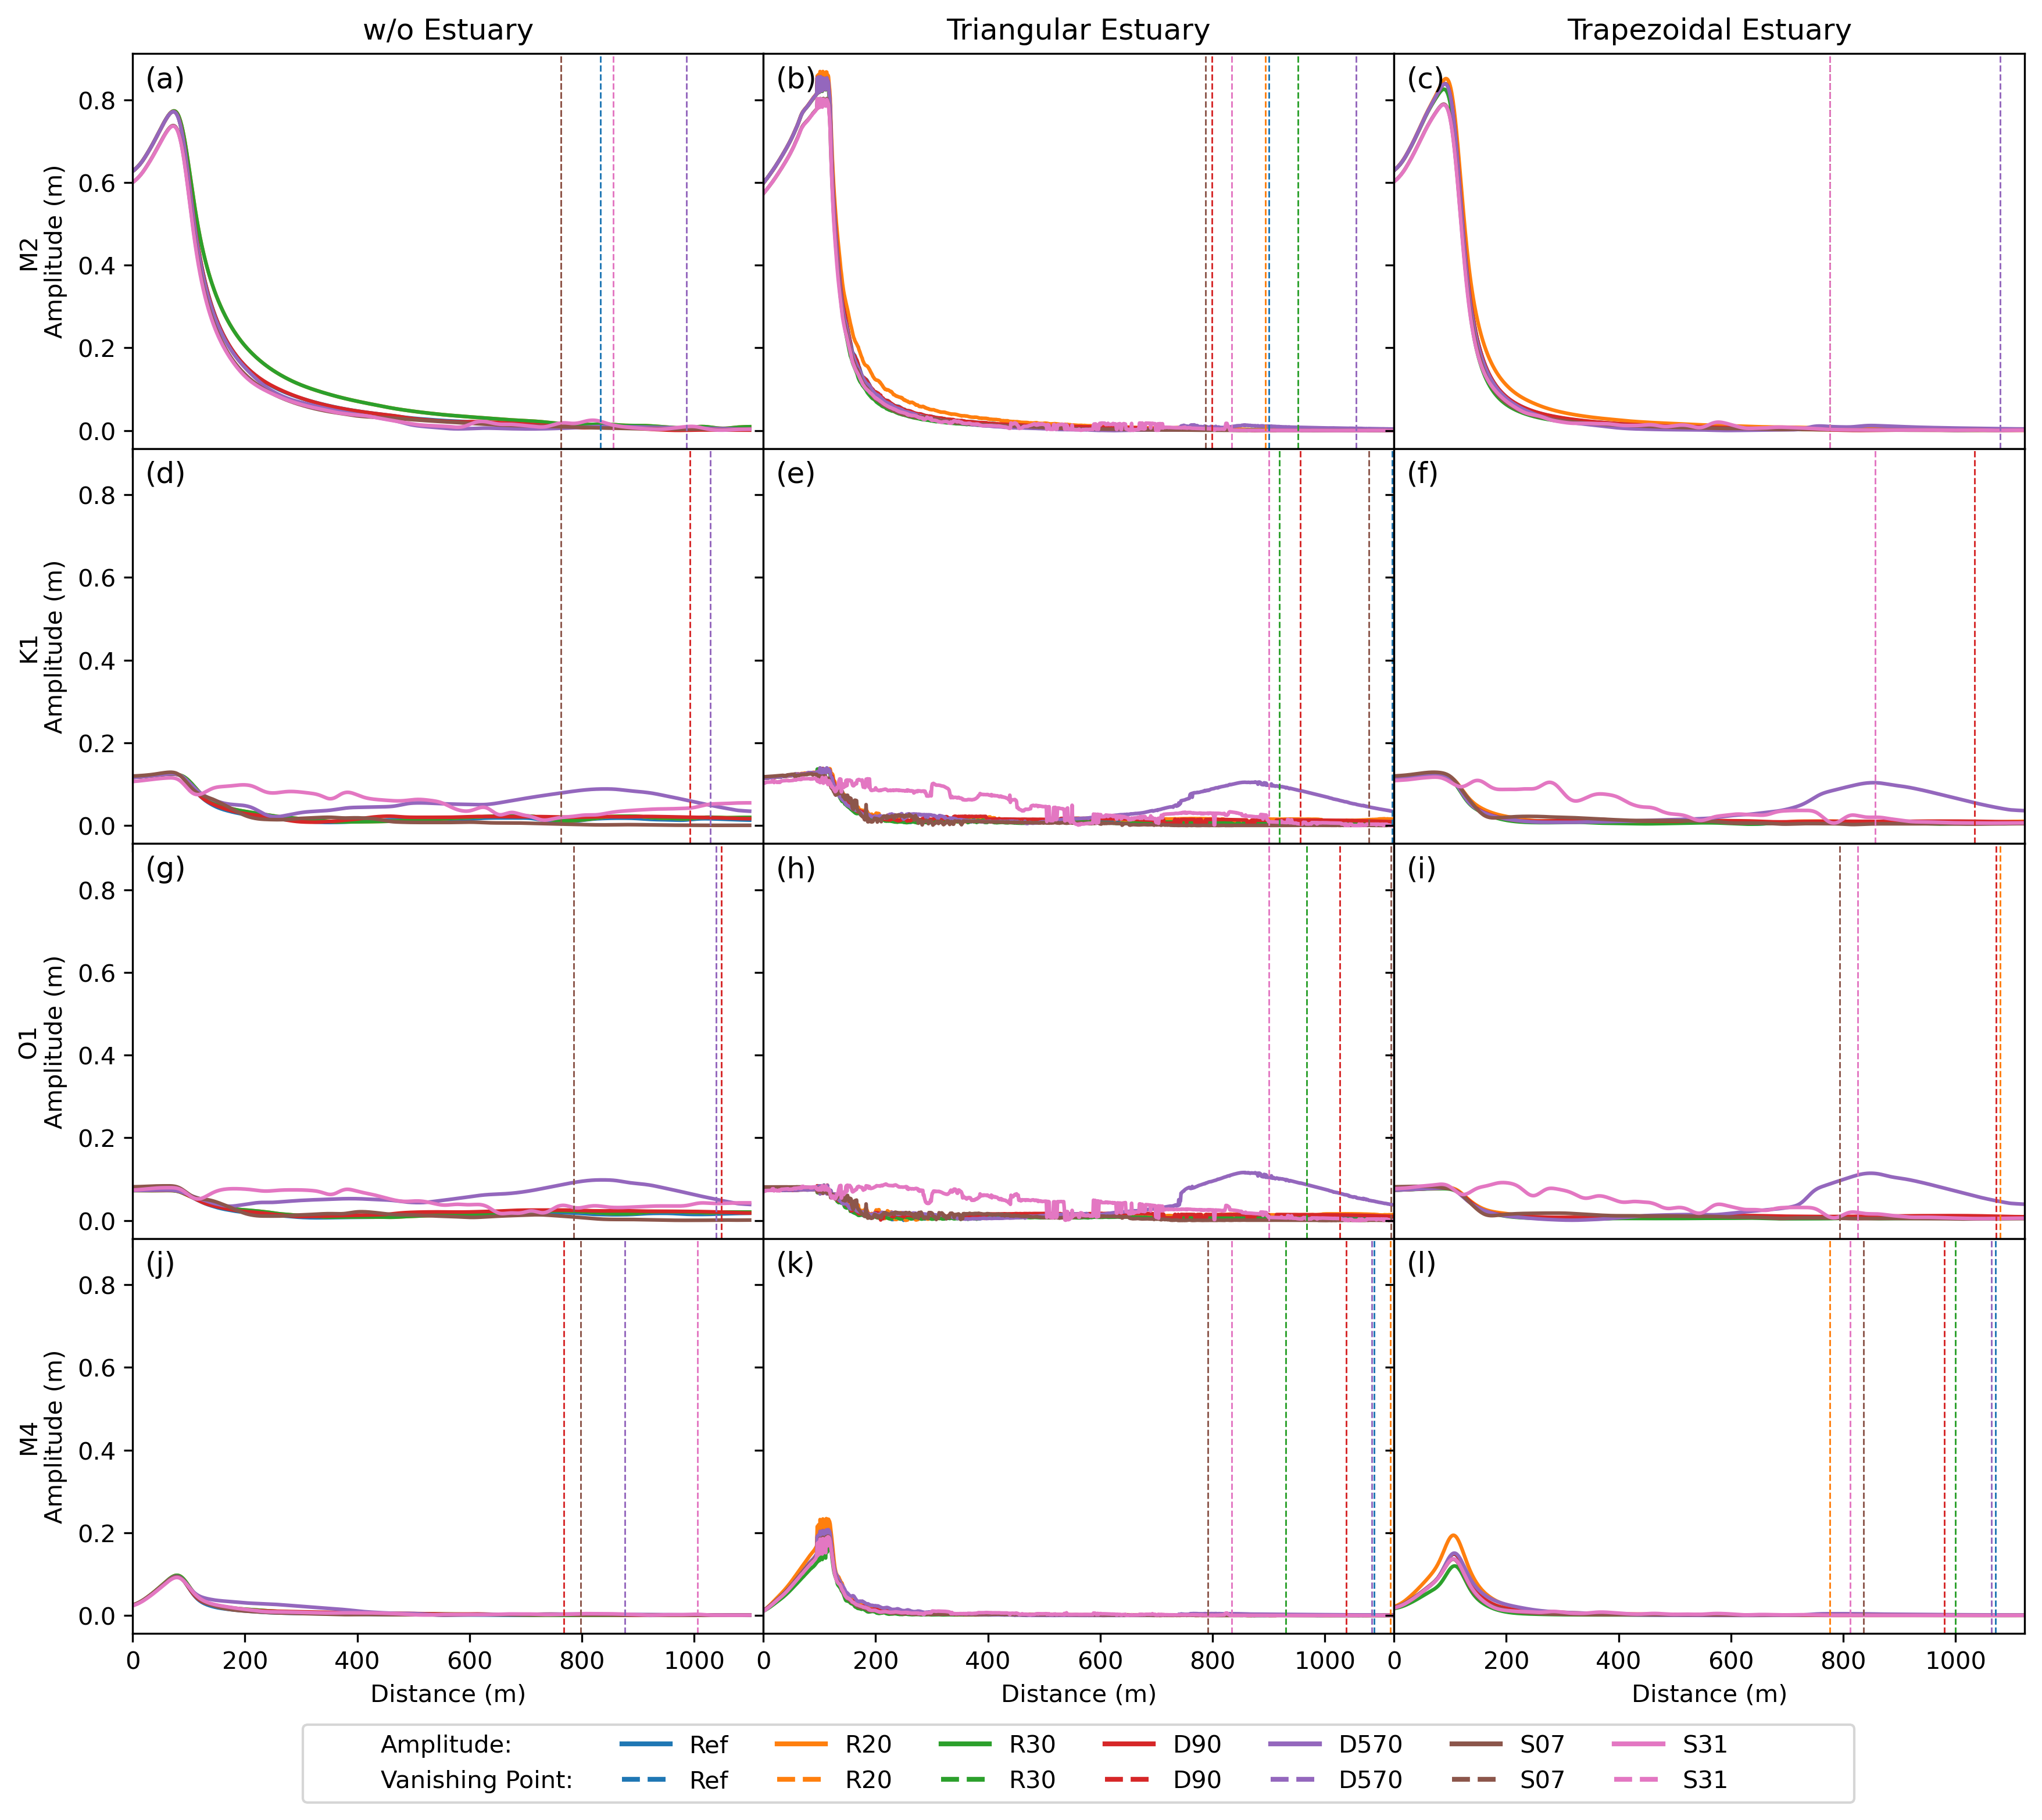 w/o Estuary Triangular Estuary Trapezoidal Estuary
(a) (b) (c)
0.8
0.6
0.4
0.2
0.0
M2
Amplitude (m)
(d) (e) (f)
0.8
0.6
0.4
0.2
0.0
K1
Amplitude (m)
(g) (h) (i)
0.8
0.6
0.4
0.2
0.0
O1
Amplitude (m)
(j) (k) (l)
0.8
0.6
0.4
0.2
0.0
M4
Amplitude (m)
0 200 400 600 800 1000 0 200 400 600 800 1000 0 200 400 600 800 1000
Distance (m) Distance (m) Distance (m)
Amplitude: Ref R20 R30 D90 D570 S07 S31
Vanishing Point: Ref R20 R30 D90 D570 S07 S31